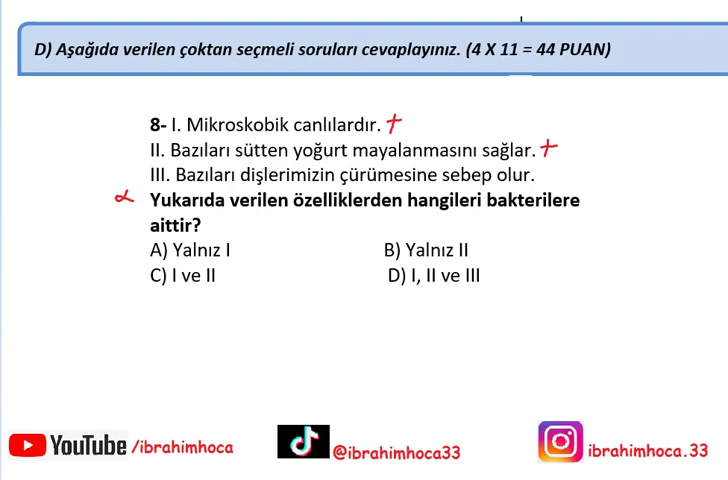 D) Aşağıda verilen çoktan seçmeli soruları cevaplayınız. (4 X 11 = 44 PUAN)
8- I. Mikroskobik canlılardır. +
II. Bazıları sütten yoğurt mayalanmasını sağlar. +
III. Bazıları dişlerimizin çürümesine sebep olur.
Yukarıda verilen özelliklerden hangileri bakterilere
aittir?
A) Yalnız I B) Yalnız II
C) I ve II D) I, II ve III
YouTube /ibrahimhoca @ibrahimhoca33 ibrahimhoca.33